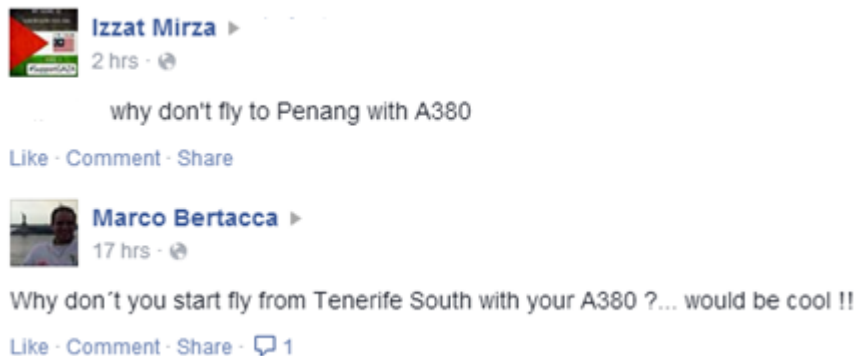 Izzat Mirza
2 hrs ·
why don't fly to Penang with A380
Like · Comment · Share
Marco Bertacca
17 hrs ·
Why don´t you start fly from Tenerife South with your A380 ?... would be cool !!
Like · Comment · Share · 1